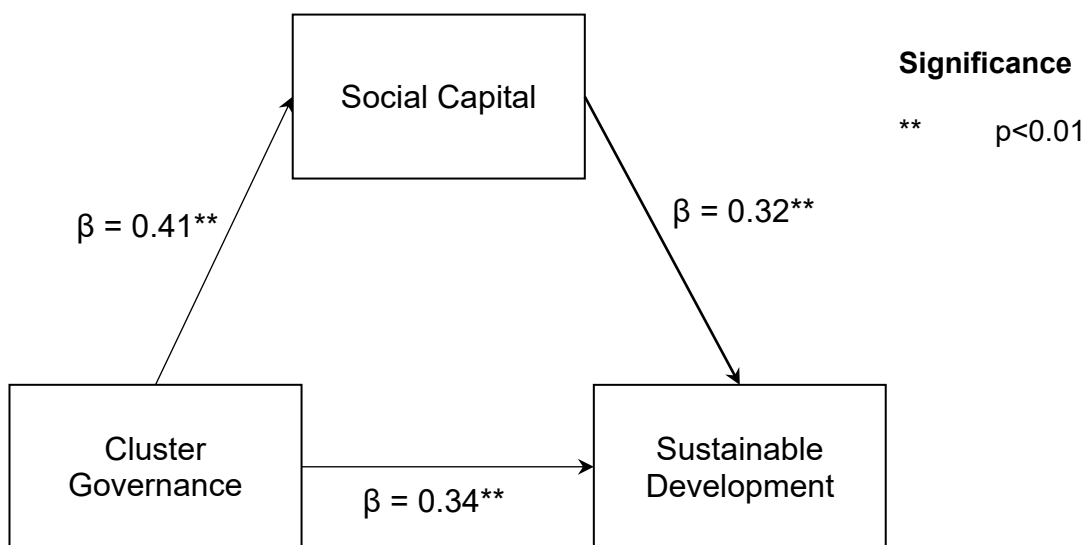 Social Capital
Significance
** p<0.01
β = 0.41**
β = 0.32**
Cluster
Governance
β = 0.34**
Sustainable
Development